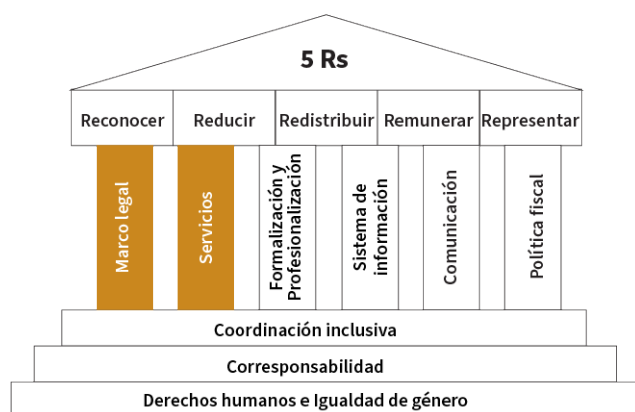 5 Rs
Reconocer
Reducir
Redistribuir
Remunerar
Representar
Marco legal
Servicios
Formalización y
Profesionalización
Sistema de
información
Comunicación
Política fiscal
Coordinación inclusiva
Corresponsabilidad
Derechos humanos e Igualdad de género